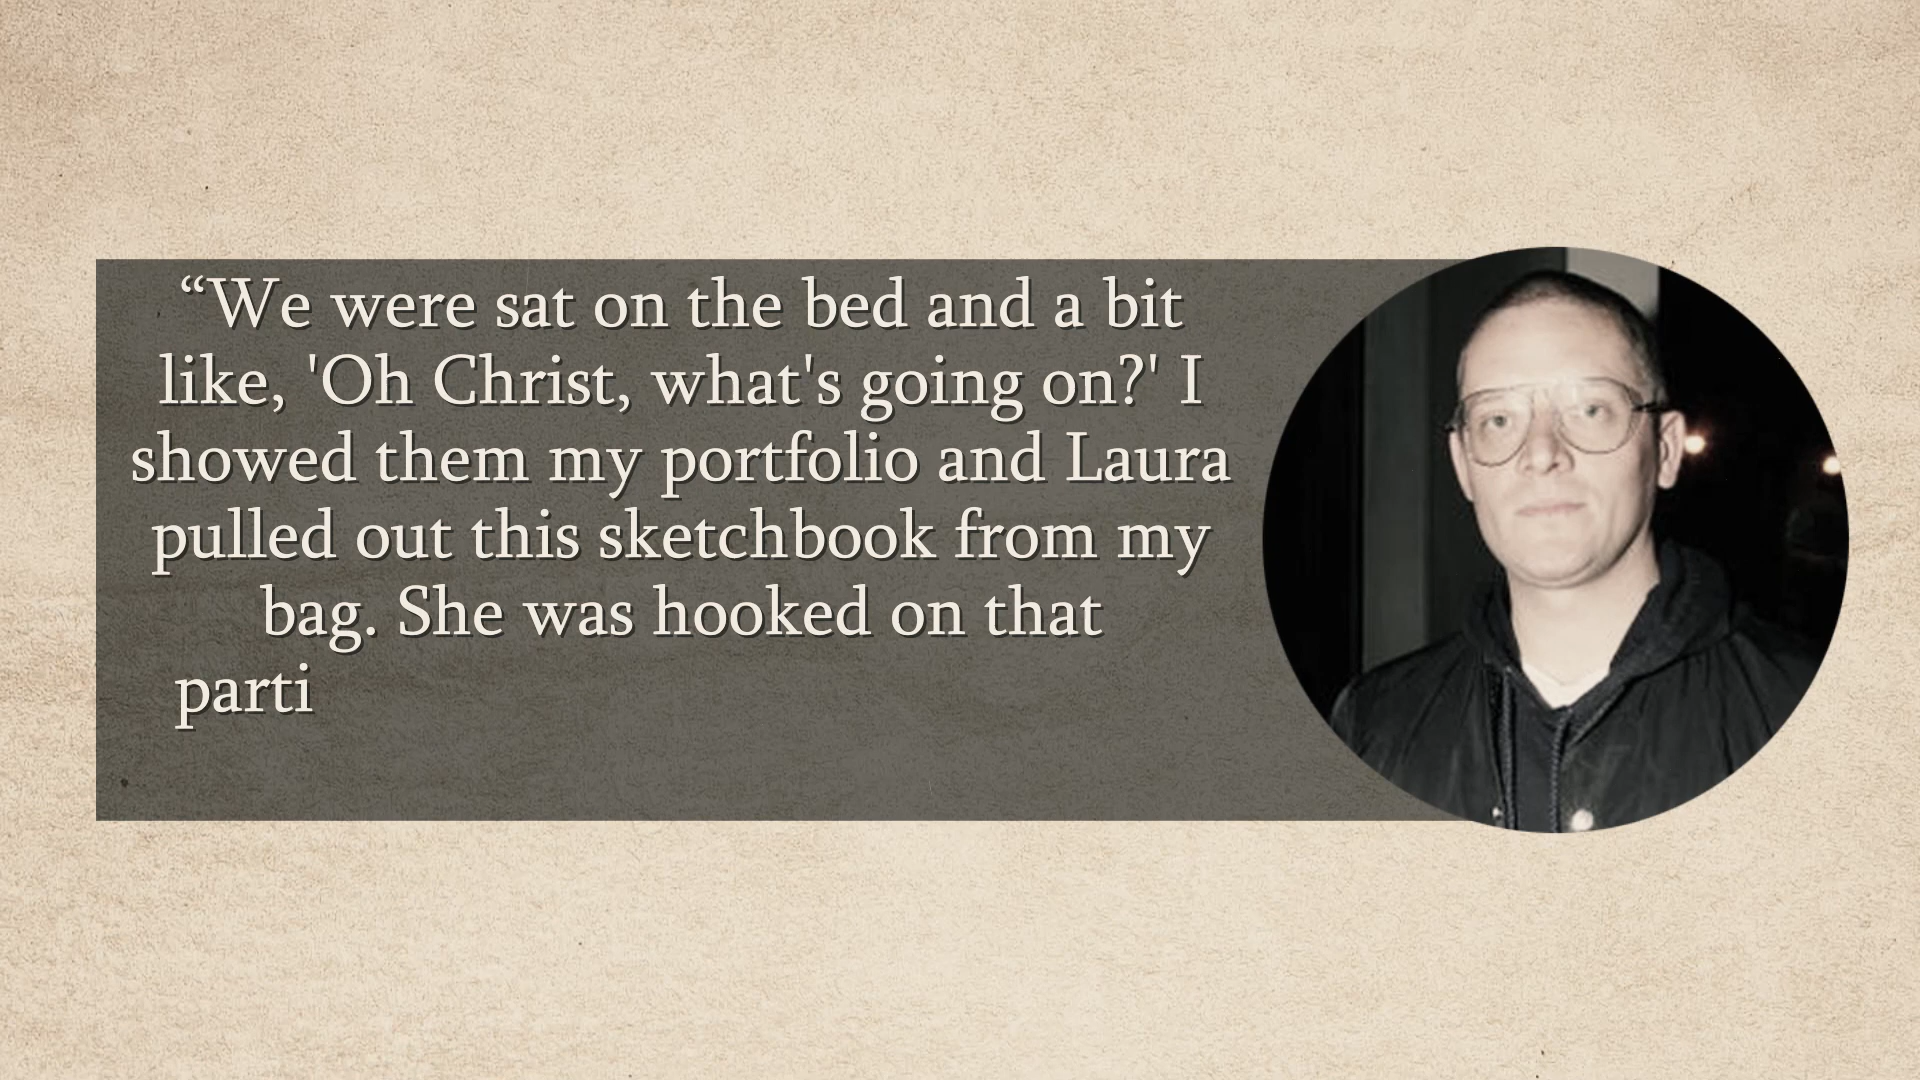 “We were sat on the bed and a bit
like, 'Oh Christ, what's going on?' I
showed them my portfolio and Laura
pulled out this sketchbook from my
bag. She was hooked on that
parti